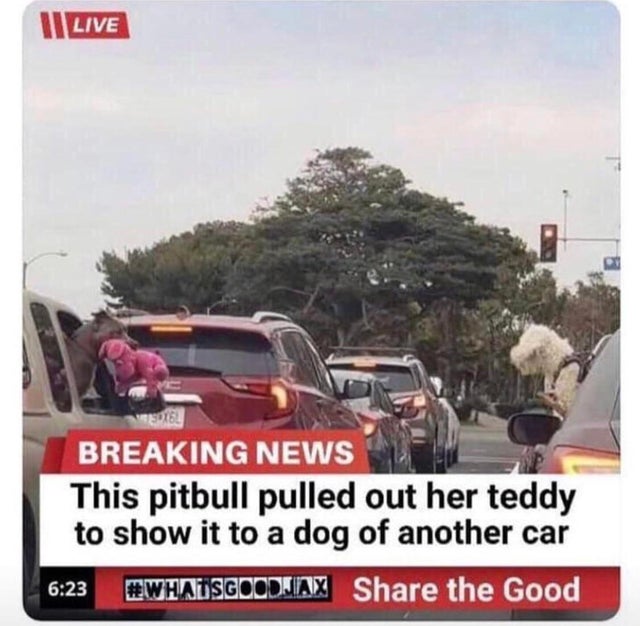 LIVE
BREAKING NEWS
This pitbull pulled out her teddy
to show it to a dog of another car
6:23 #WHATSGOODJAX Share the Good